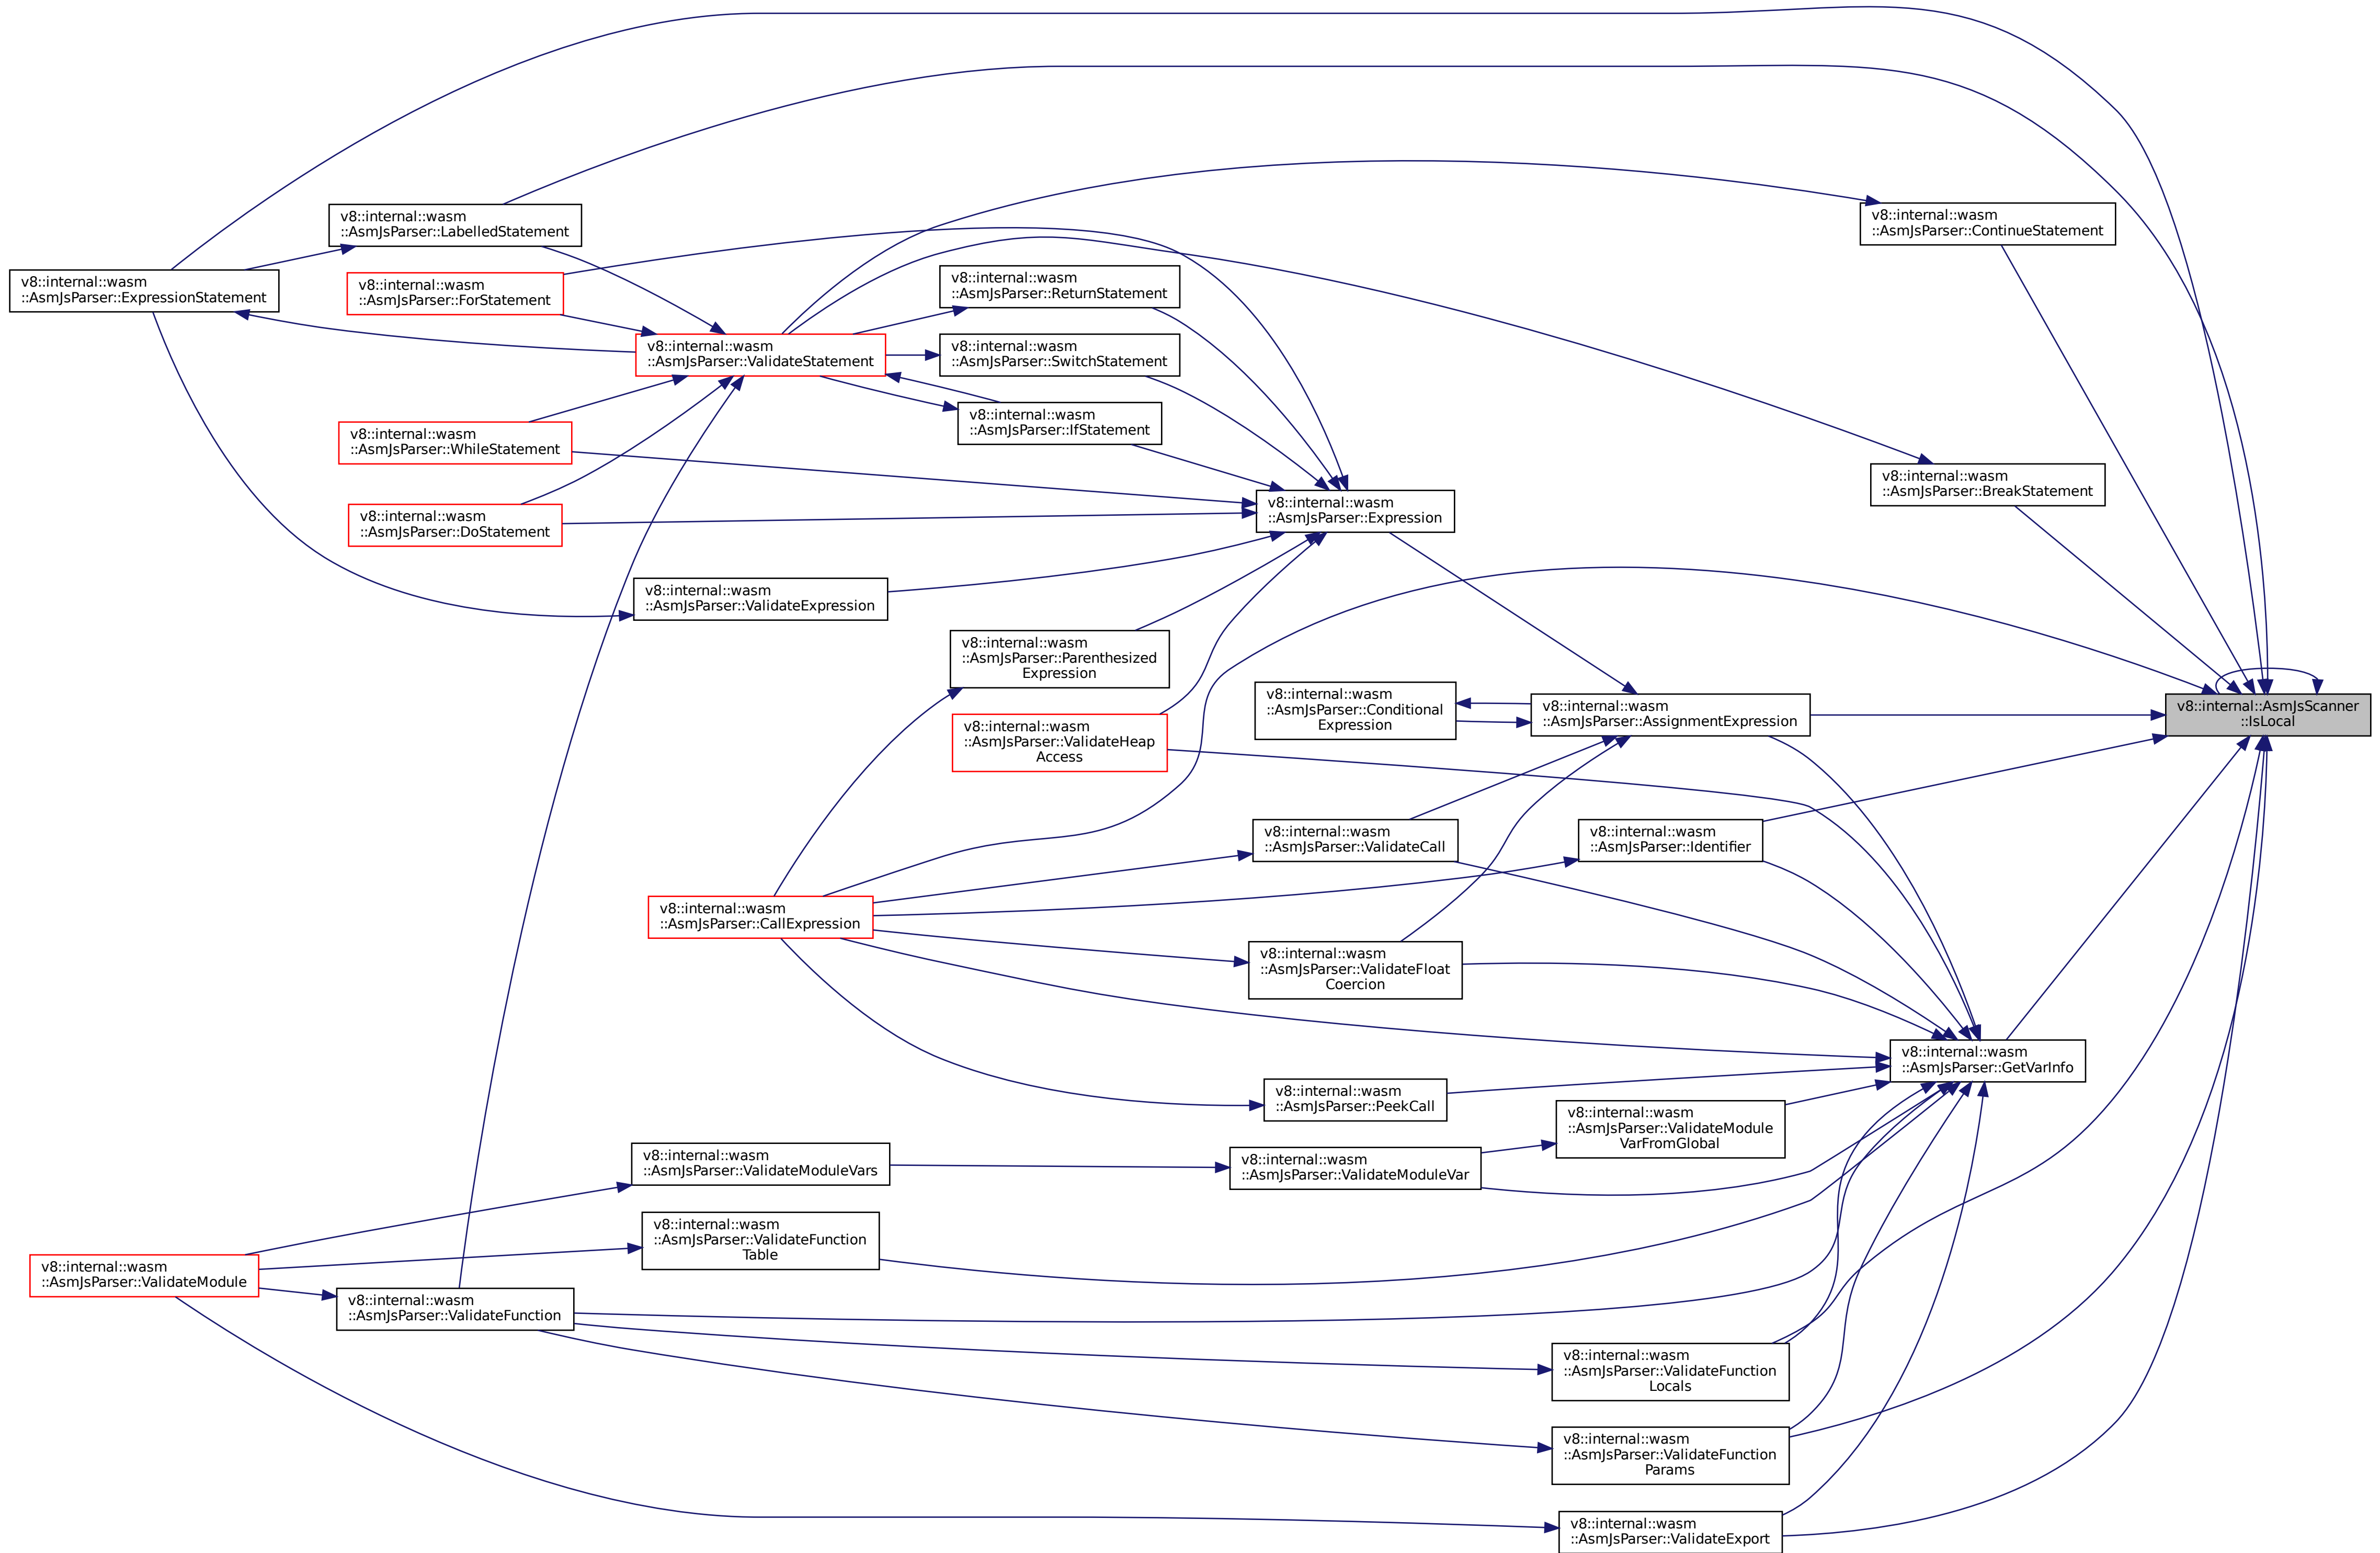 v8::internal::wasm
::AsmJsParser::ExpressionStatement
v8::internal::wasm
::AsmJsParser::LabelledStatement
v8::internal::wasm
::AsmJsParser::ForStatement
v8::internal::wasm
::AsmJsParser::WhileStatement
v8::internal::wasm
::AsmJsParser::DoStatement
v8::internal::wasm
::AsmJsParser::ValidateStatement
v8::internal::wasm
::AsmJsParser::ReturnStatement
v8::internal::wasm
::AsmJsParser::SwitchStatement
v8::internal::wasm
::AsmJsParser::IfStatement
v8::internal::wasm
::AsmJsParser::ContinueStatement
v8::internal::wasm
::AsmJsParser::BreakStatement
v8::internal::wasm
::AsmJsParser::Expression
v8::internal::wasm
::AsmJsParser::ValidateExpression
v8::internal::wasm
::AsmJsParser::Parenthesized
Expression
v8::internal::wasm
::AsmJsParser::ValidateHeap
Access
v8::internal::wasm
::AsmJsParser::Conditional
Expression
v8::internal::wasm
::AsmJsParser::AssignmentExpression
v8::internal::AsmJsScanner
::IsLocal
v8::internal::wasm
::AsmJsParser::ValidateCall
v8::internal::wasm
::AsmJsParser::Identifier
v8::internal::wasm
::AsmJsParser::CallExpression
v8::internal::wasm
::AsmJsParser::ValidateFloat
Coercion
v8::internal::wasm
::AsmJsParser::GetVarInfo
v8::internal::wasm
::AsmJsParser::PeekCall
v8::internal::wasm
::AsmJsParser::ValidateModule
VarFromGlobal
v8::internal::wasm
::AsmJsParser::ValidateModuleVars
v8::internal::wasm
::AsmJsParser::ValidateModuleVar
v8::internal::wasm
::AsmJsParser::ValidateFunction
Table
v8::internal::wasm
::AsmJsParser::ValidateModule
v8::internal::wasm
::AsmJsParser::ValidateFunction
v8::internal::wasm
::AsmJsParser::ValidateFunction
Locals
v8::internal::wasm
::AsmJsParser::ValidateFunction
Params
v8::internal::wasm
::AsmJsParser::ValidateExport